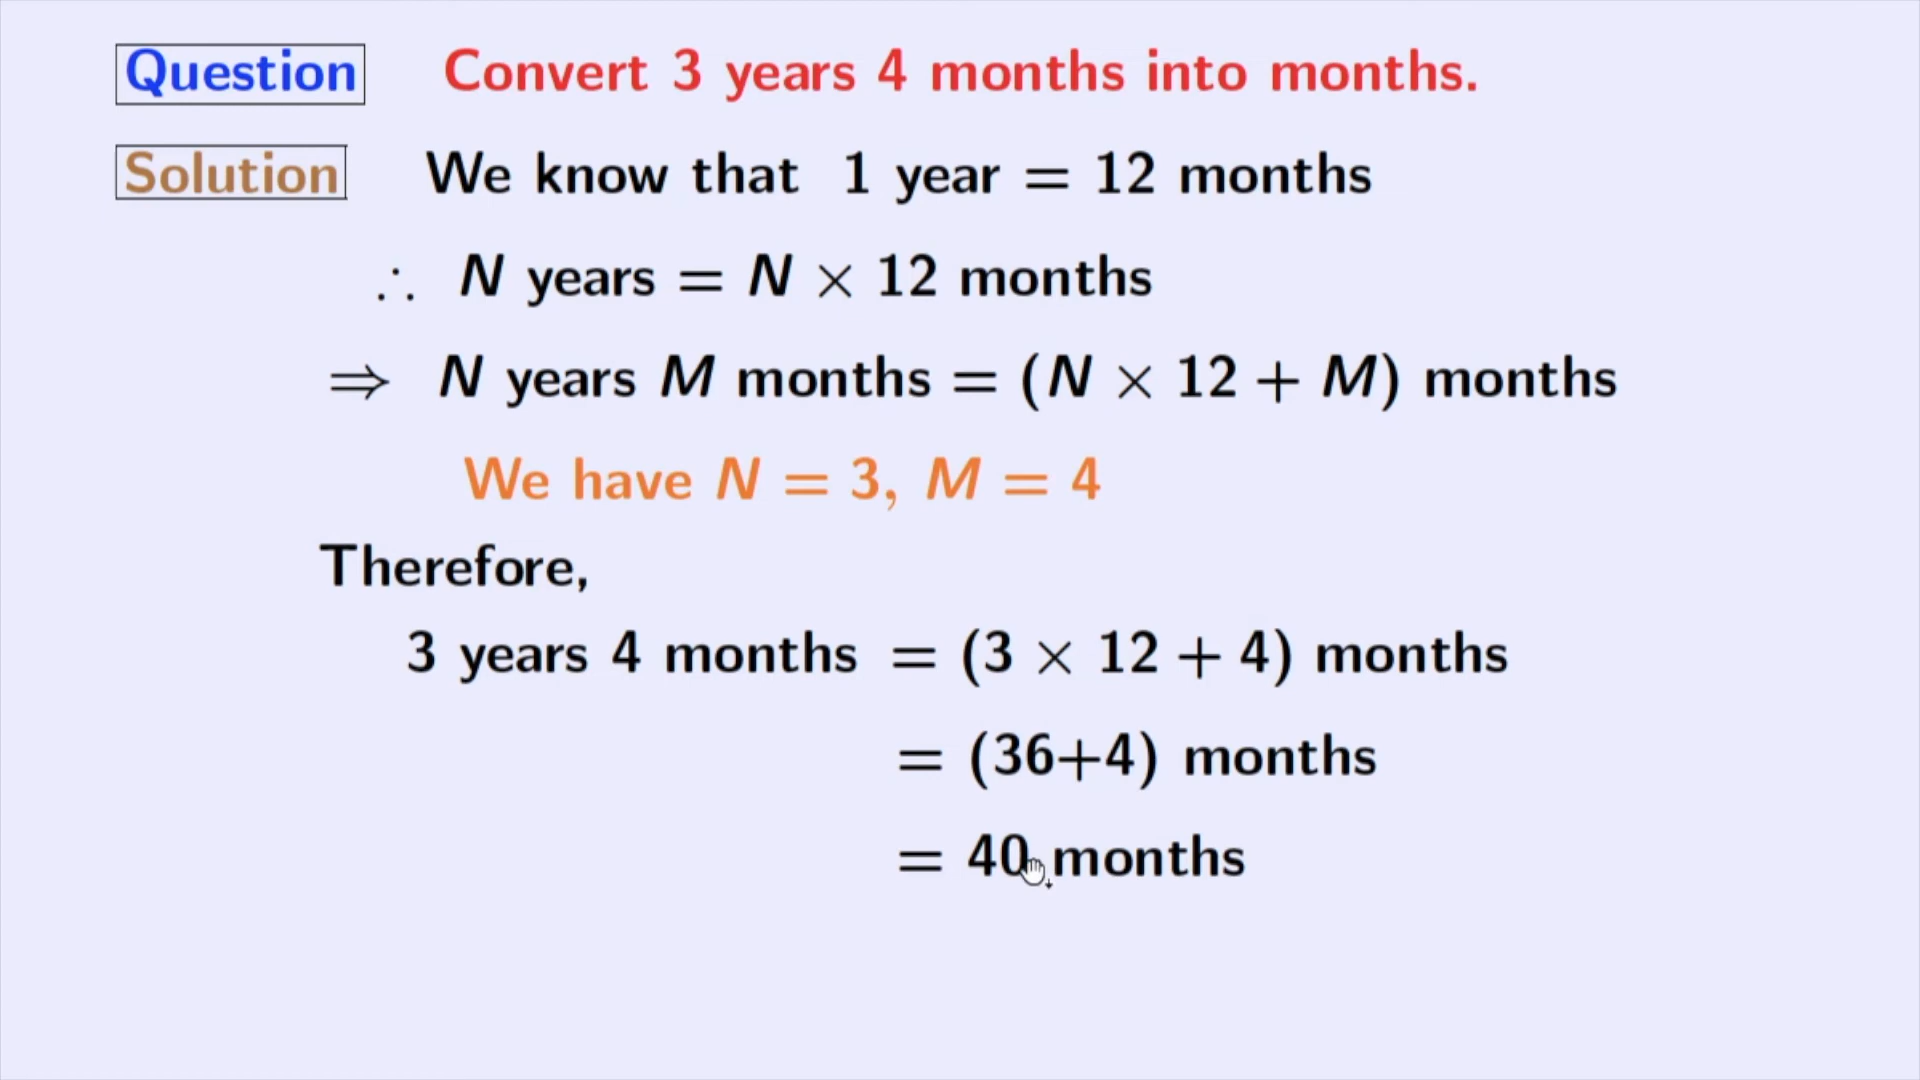 Question Convert 3 years 4 months into months.
Solution We know that 1 year = 12 months
∴ N years = N × 12 months
⇒ N years M months = (N × 12 + M) months
We have N = 3, M = 4
Therefore,
3 years 4 months = (3 × 12 + 4) months
= (36+4) months
= 40 months